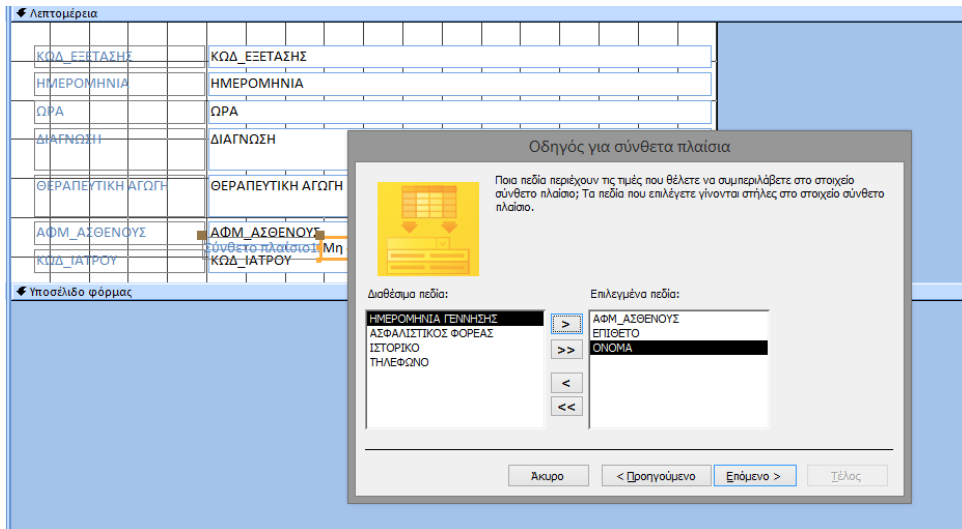 Λεπτομέρεια
ΚΩΔ_ΕΞΕΤΑΣΗΣ ΚΩΔ_ΕΞΕΤΑΣΗΣ
ΗΜΕΡΟΜΗΝΙΑ ΗΜΕΡΟΜΗΝΙΑ
ΩΡΑ ΩΡΑ
ΔΙΑΓΝΩΣΗ ΔΙΑΓΝΩΣΗ
ΘΕΡΑΠΕΥΤΙΚΗ ΑΓΩΓΗ ΘΕΡΑΠΕΥΤΙΚΗ ΑΓΩΓΗ
ΑΦΜ_ΑΣΘΕΝΟΥΣ ΑΦΜ_ΑΣΘΕΝΟΥΣ
Σύνθετο πλαίσιο1 Μη
ΚΩΔ_ΙΑΤΡΟΥ ΚΩΔ_ΙΑΤΡΟΥ
Υποσέλιδο φόρμας
Οδηγός για σύνθετα πλαίσια
Ποια πεδία περιέχουν τις τιμές που θέλετε να συμπεριλάβετε στο στοιχείο
σύνθετο πλαίσιο; Τα πεδία που επιλέγετε γίνονται στήλες στο στοιχείο σύνθετο
πλαίσιο.
Διαθέσιμα πεδία: Επιλεγμένα πεδία:
ΗΜΕΡΟΜΗΝΙΑ ΓΕΝΝΗΣΗΣ > ΑΦΜ_ΑΣΘΕΝΟΥΣ
ΑΣΦΑΛΙΣΤΙΚΟΣ ΦΟΡΕΑΣ ΕΠΙΘΕΤΟ
ΙΣΤΟΡΙΚΟ >> ΟΝΟΜΑ
ΤΗΛΕΦΩΝΟ
<
<<
Άκυρο < Προηγούμενο Επόμενο > Τέλος